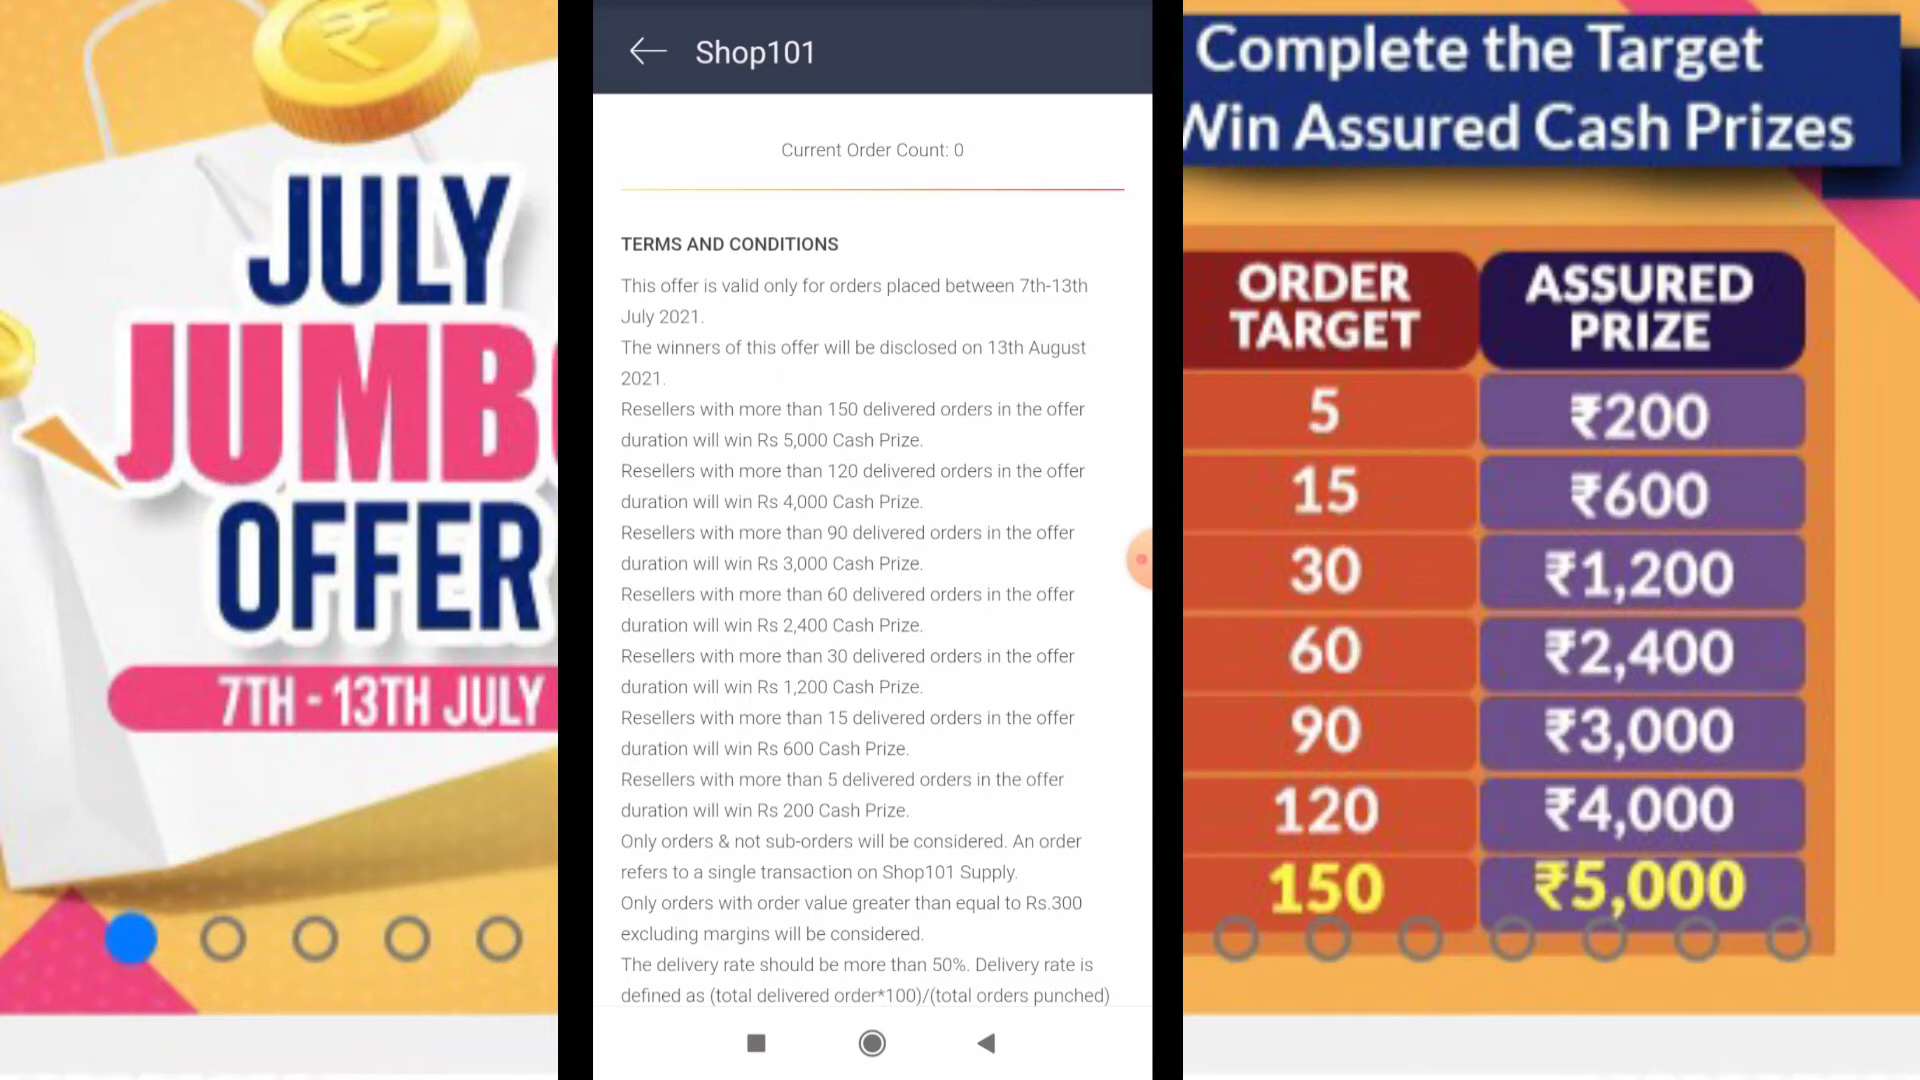 JULY
JUMB
OFFER
7TH - 13TH JULY
Shop101
Current Order Count: 0
TERMS AND CONDITIONS
This offer is valid only for orders placed between 7th-13th
July 2021.
The winners of this offer will be disclosed on 13th August
2021.
Resellers with more than 150 delivered orders in the offer
duration will win Rs 5,000 Cash Prize.
Resellers with more than 120 delivered orders in the offer
duration will win Rs 4,000 Cash Prize.
Resellers with more than 90 delivered orders in the offer
duration will win Rs 3,000 Cash Prize.
Resellers with more than 60 delivered orders in the offer
duration will win Rs 2,400 Cash Prize.
Resellers with more than 30 delivered orders in the offer
duration will win Rs 1,200 Cash Prize.
Resellers with more than 15 delivered orders in the offer
duration will win Rs 600 Cash Prize.
Resellers with more than 5 delivered orders in the offer
duration will win Rs 200 Cash Prize.
Only orders & not sub-orders will be considered. An order
refers to a single transaction on Shop101 Supply.
Only orders with order value greater than equal to Rs.300
excluding margins will be considered.
The delivery rate should be more than 50%. Delivery rate is
defined as (total delivered order*100)/(total orders punched)
Complete the Target
Win Assured Cash Prizes
ORDER TARGET ASSURED PRIZE
5 ₹200
15 ₹600
30 ₹1,200
60 ₹2,400
90 ₹3,000
120 ₹4,000
150 ₹5,000